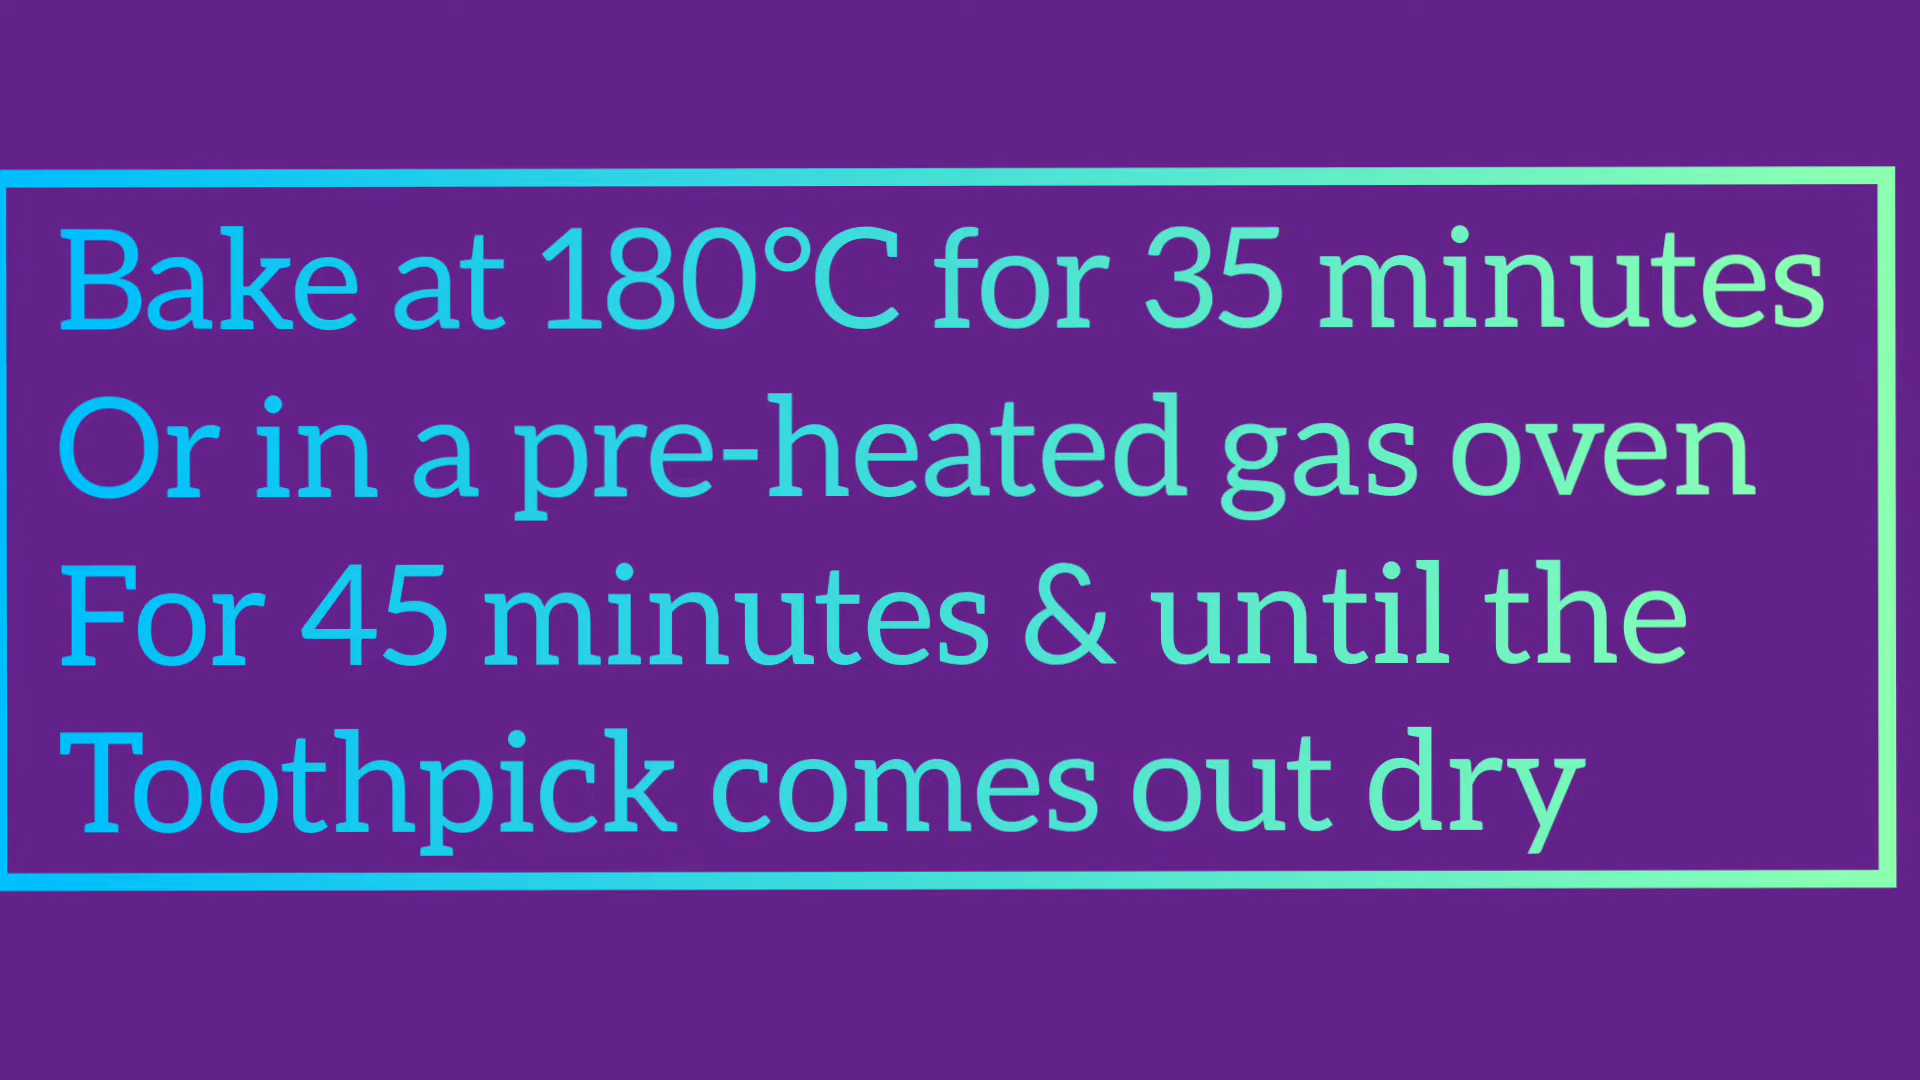 Bake at 180°C for 35 minutes
Or in a pre-heated gas oven
For 45 minutes & until the
Toothpick comes out dry